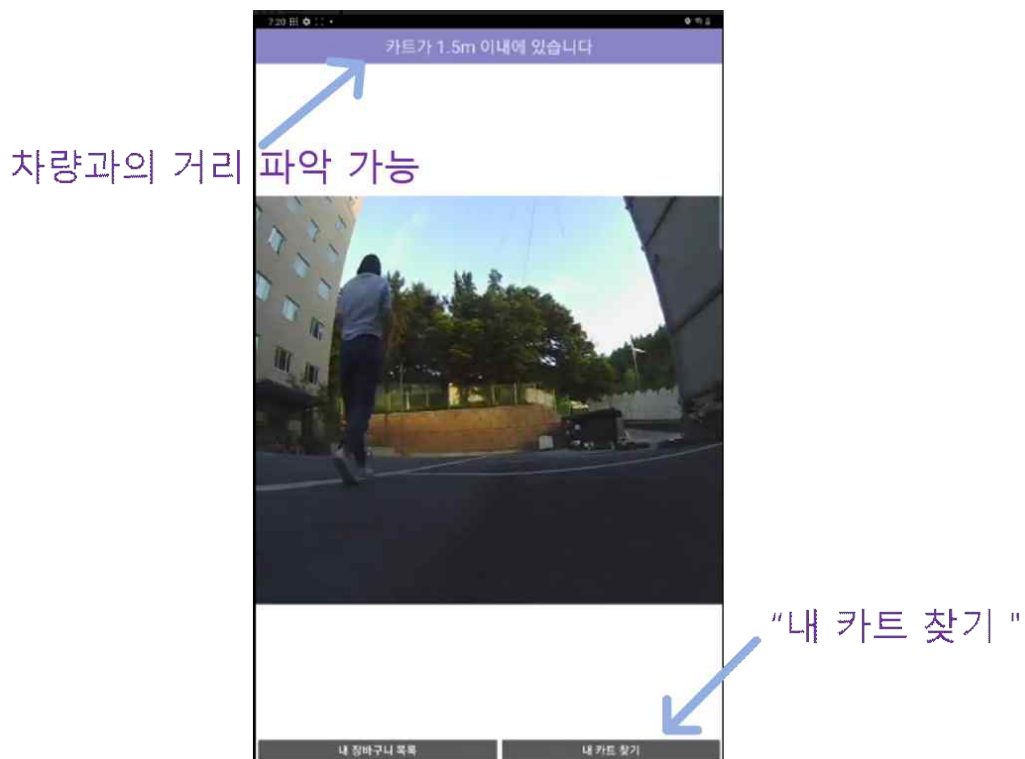 7:20
카트가 1.5m 이내에 있습니다
차량과의 거리 파악 가능
“내 카트 찾기 "
내 장바구니 목록
내 카트 찾기